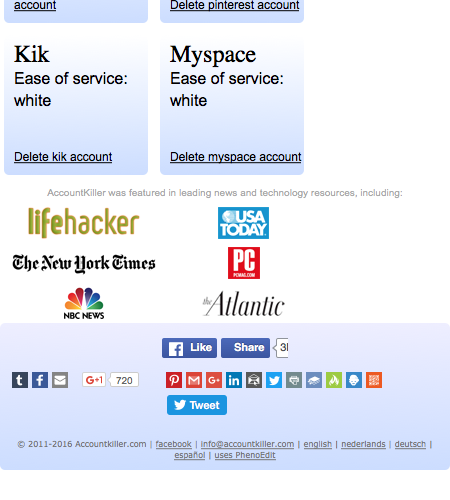 account
Delete pinterest account
Kik
Ease of service:
white
Delete kik account
Myspace
Ease of service:
white
Delete myspace account
AccountKiller was featured in leading news and technology resources, including:
lifehacker
USA
TODAY
The New York Times
PC
PCMAG.COM
NBC NEWS
the Atlantic
Like
Share
G+1
720
Tweet
© 2011-2016 Accountkiller.com | facebook | info@accountkiller.com | english | nederlands | deutsch |
español | uses PhenoEdit